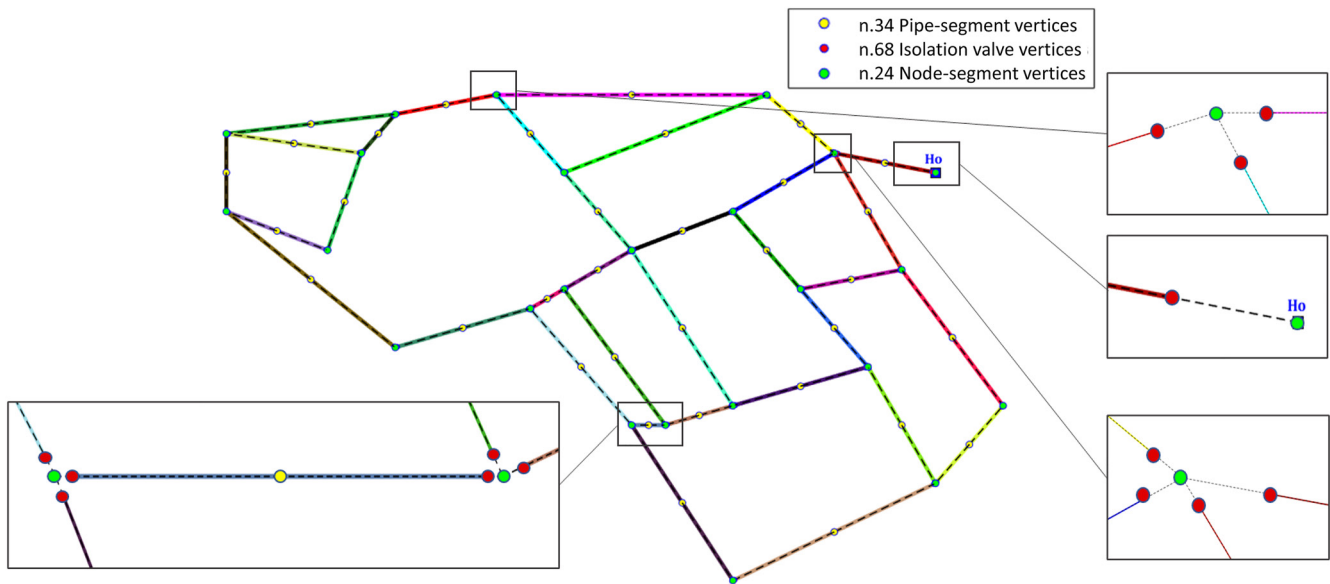 n.34 Pipe-segment vertices
n.68 Isolation valve vertices
n.24 Node-segment vertices
Ho
Ho